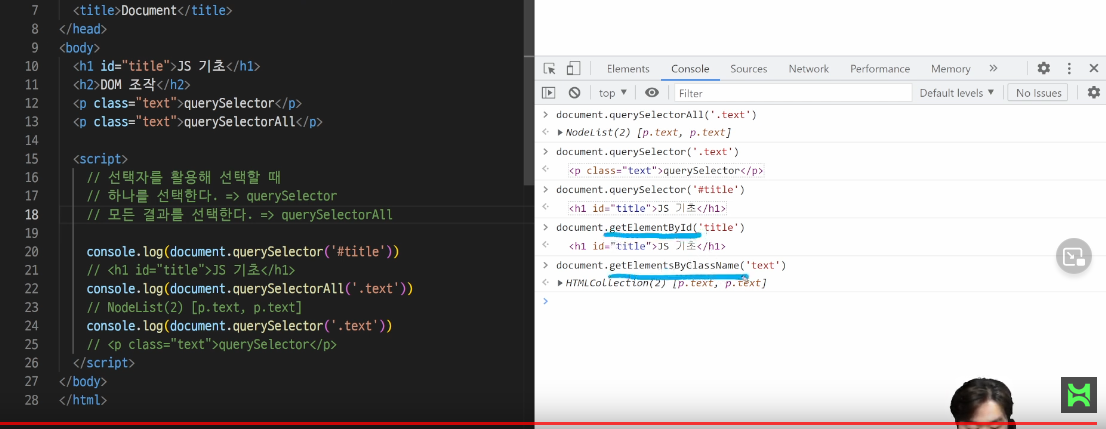 7 <title>Document</title>
8 </head>
9 <body>
10 <h1 id="title">JS 기초</h1>
11 <h2>DOM 조작</h2>
12 <p class="text">querySelector</p>
13 <p class="text">querySelectorAll</p>
14
15 <script>
16 // 선택자를 활용해 선택할 때
17 // 하나를 선택한다. => querySelector
18 // 모든 결과를 선택한다. => querySelectorAll
19
20 console.log(document.querySelector('#title'))
21 // <h1 id="title">JS 기초</h1>
22 console.log(document.querySelectorAll('.text'))
23 // NodeList(2) [p.text, p.text]
24 console.log(document.querySelector('.text'))
25 // <p class="text">querySelector</p>
26 </script>
27 </body>
28 </html>
Elements Console Sources Network Performance Memory »
top ▼ Filter Default levels ▼ No Issues
> document.querySelectorAll('.text')
▶ NodeList(2) [p.text, p.text]
> document.querySelector('.text')
<p class="text">querySelector</p>
> document.querySelector('#title')
<h1 id="title">JS 기초</h1>
> document.getElementById('title')
<h1 id="title">JS 기초</h1>
> document.getElementsByClassName('text')
▶ HTMLCollection(2) [p.text, p.text]
>